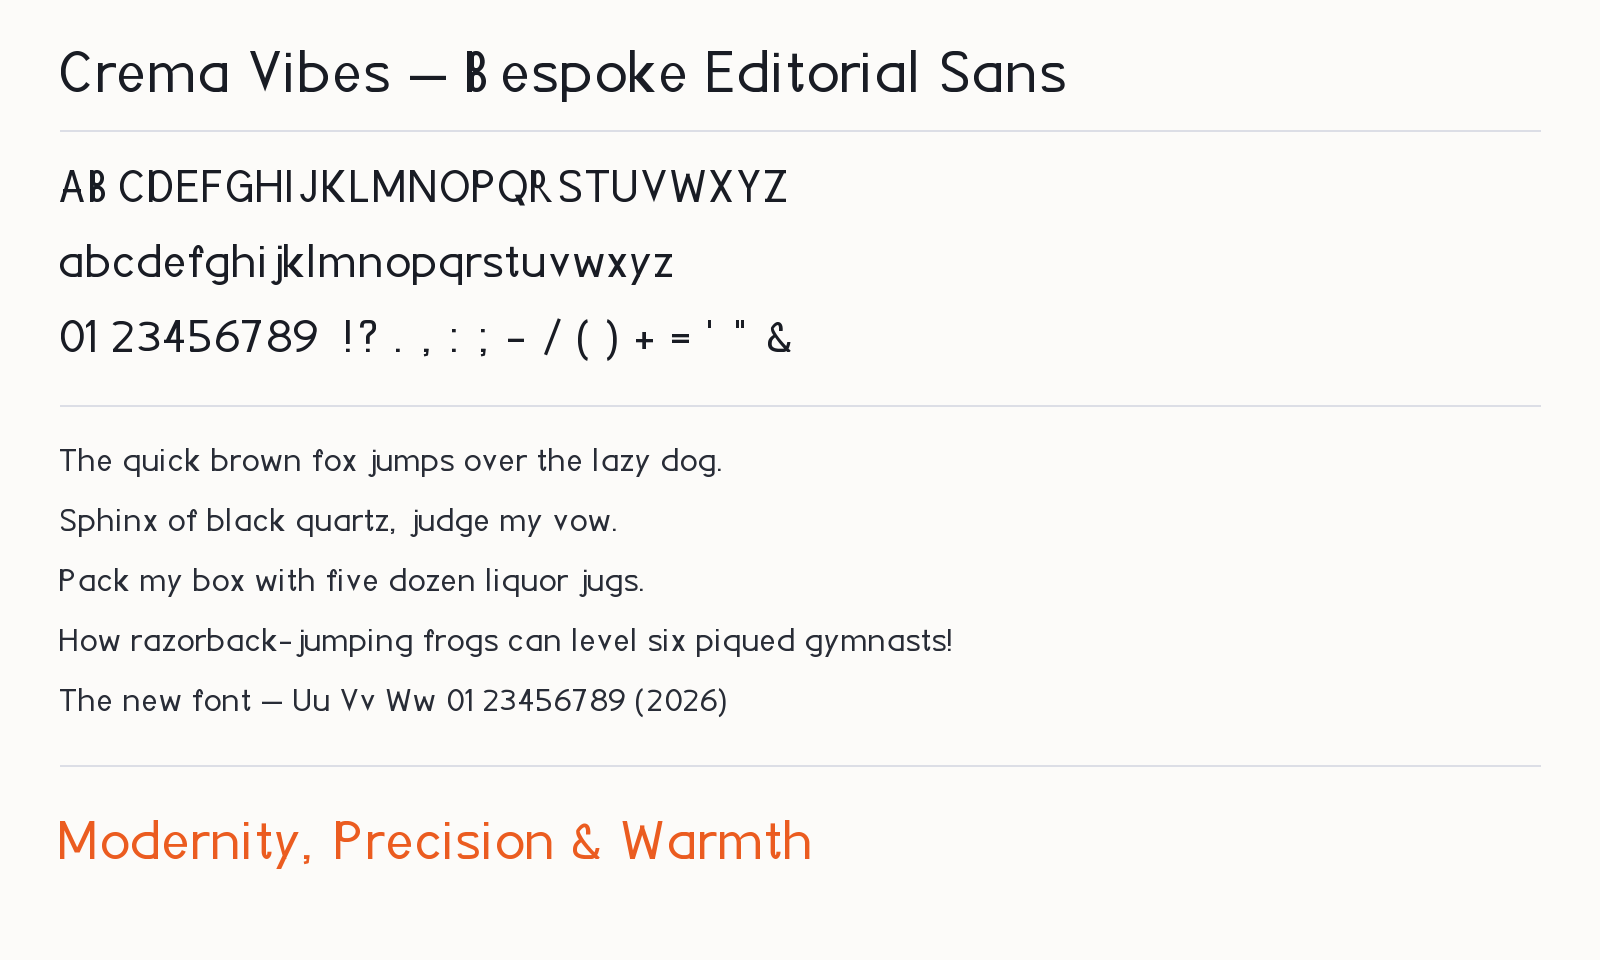 Crema Vibes — Bespoke Editorial Sans
ABCDEFGHIJKLMNOPQRSTUVWXYZ
abcdefghijklmnopqrstuvwxyz
0123456789 !? . , : ; - / ( ) + = ' " &
The quick brown fox jumps over the lazy dog.
Sphinx of black quartz, judge my vow.
Pack my box with five dozen liquor jugs.
How razorback-jumping frogs can level six piqued gymnasts!
The new font — Uu Vv Ww 0123456789 (2026)
Modernity, Precision & Warmth